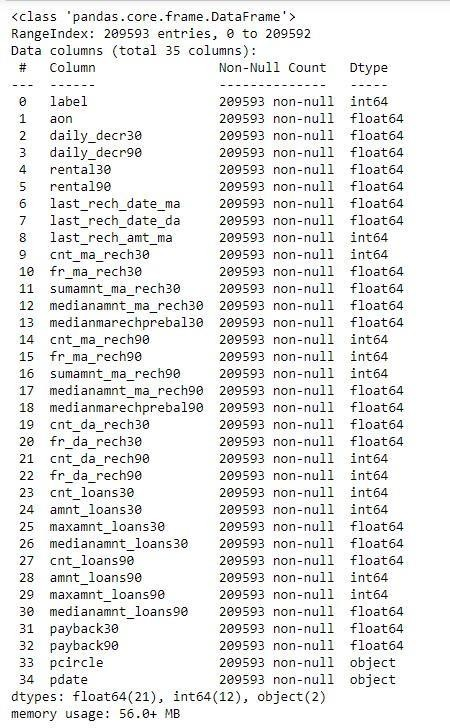 <class 'pandas.core.frame.DataFrame'>
RangeIndex: 209593 entries, 0 to 209592
Data columns (total 35 columns):
 #   Column                Non-Null Count   Dtype
---  ------                --------------   -----
 0   label                 209593 non-null  int64
 1   aon                   209593 non-null  float64
 2   daily_decr30          209593 non-null  float64
 3   daily_decr90          209593 non-null  float64
 4   rental30              209593 non-null  float64
 5   rental90              209593 non-null  float64
 6   last_rech_date_ma     209593 non-null  float64
 7   last_rech_date_da     209593 non-null  float64
 8   last_rech_amt_ma      209593 non-null  int64
 9   cnt_ma_rech30         209593 non-null  int64
 10  fr_ma_rech30          209593 non-null  float64
 11  sumamnt_ma_rech30     209593 non-null  float64
 12  medianamnt_ma_rech30  209593 non-null  float64
 13  medianmarechprebal30  209593 non-null  float64
 14  cnt_ma_rech90         209593 non-null  int64
 15  fr_ma_rech90          209593 non-null  int64
 16  sumamnt_ma_rech90     209593 non-null  int64
 17  medianamnt_ma_rech90  209593 non-null  float64
 18  medianmarechprebal90  209593 non-null  float64
 19  cnt_da_rech30         209593 non-null  float64
 20  fr_da_rech30          209593 non-null  float64
 21  cnt_da_rech90         209593 non-null  int64
 22  fr_da_rech90          209593 non-null  int64
 23  cnt_loans30           209593 non-null  int64
 24  amnt_loans30          209593 non-null  int64
 25  maxamnt_loans30       209593 non-null  float64
 26  medianamnt_loans30    209593 non-null  float64
 27  cnt_loans90           209593 non-null  float64
 28  amnt_loans90          209593 non-null  int64
 29  maxamnt_loans90       209593 non-null  int64
 30  medianamnt_loans90    209593 non-null  float64
 31  payback30             209593 non-null  float64
 32  payback90             209593 non-null  float64
 33  pcircle               209593 non-null  object
 34  pdate                 209593 non-null  object
dtypes: float64(21), int64(12), object(2)
memory usage: 56.0+ MB